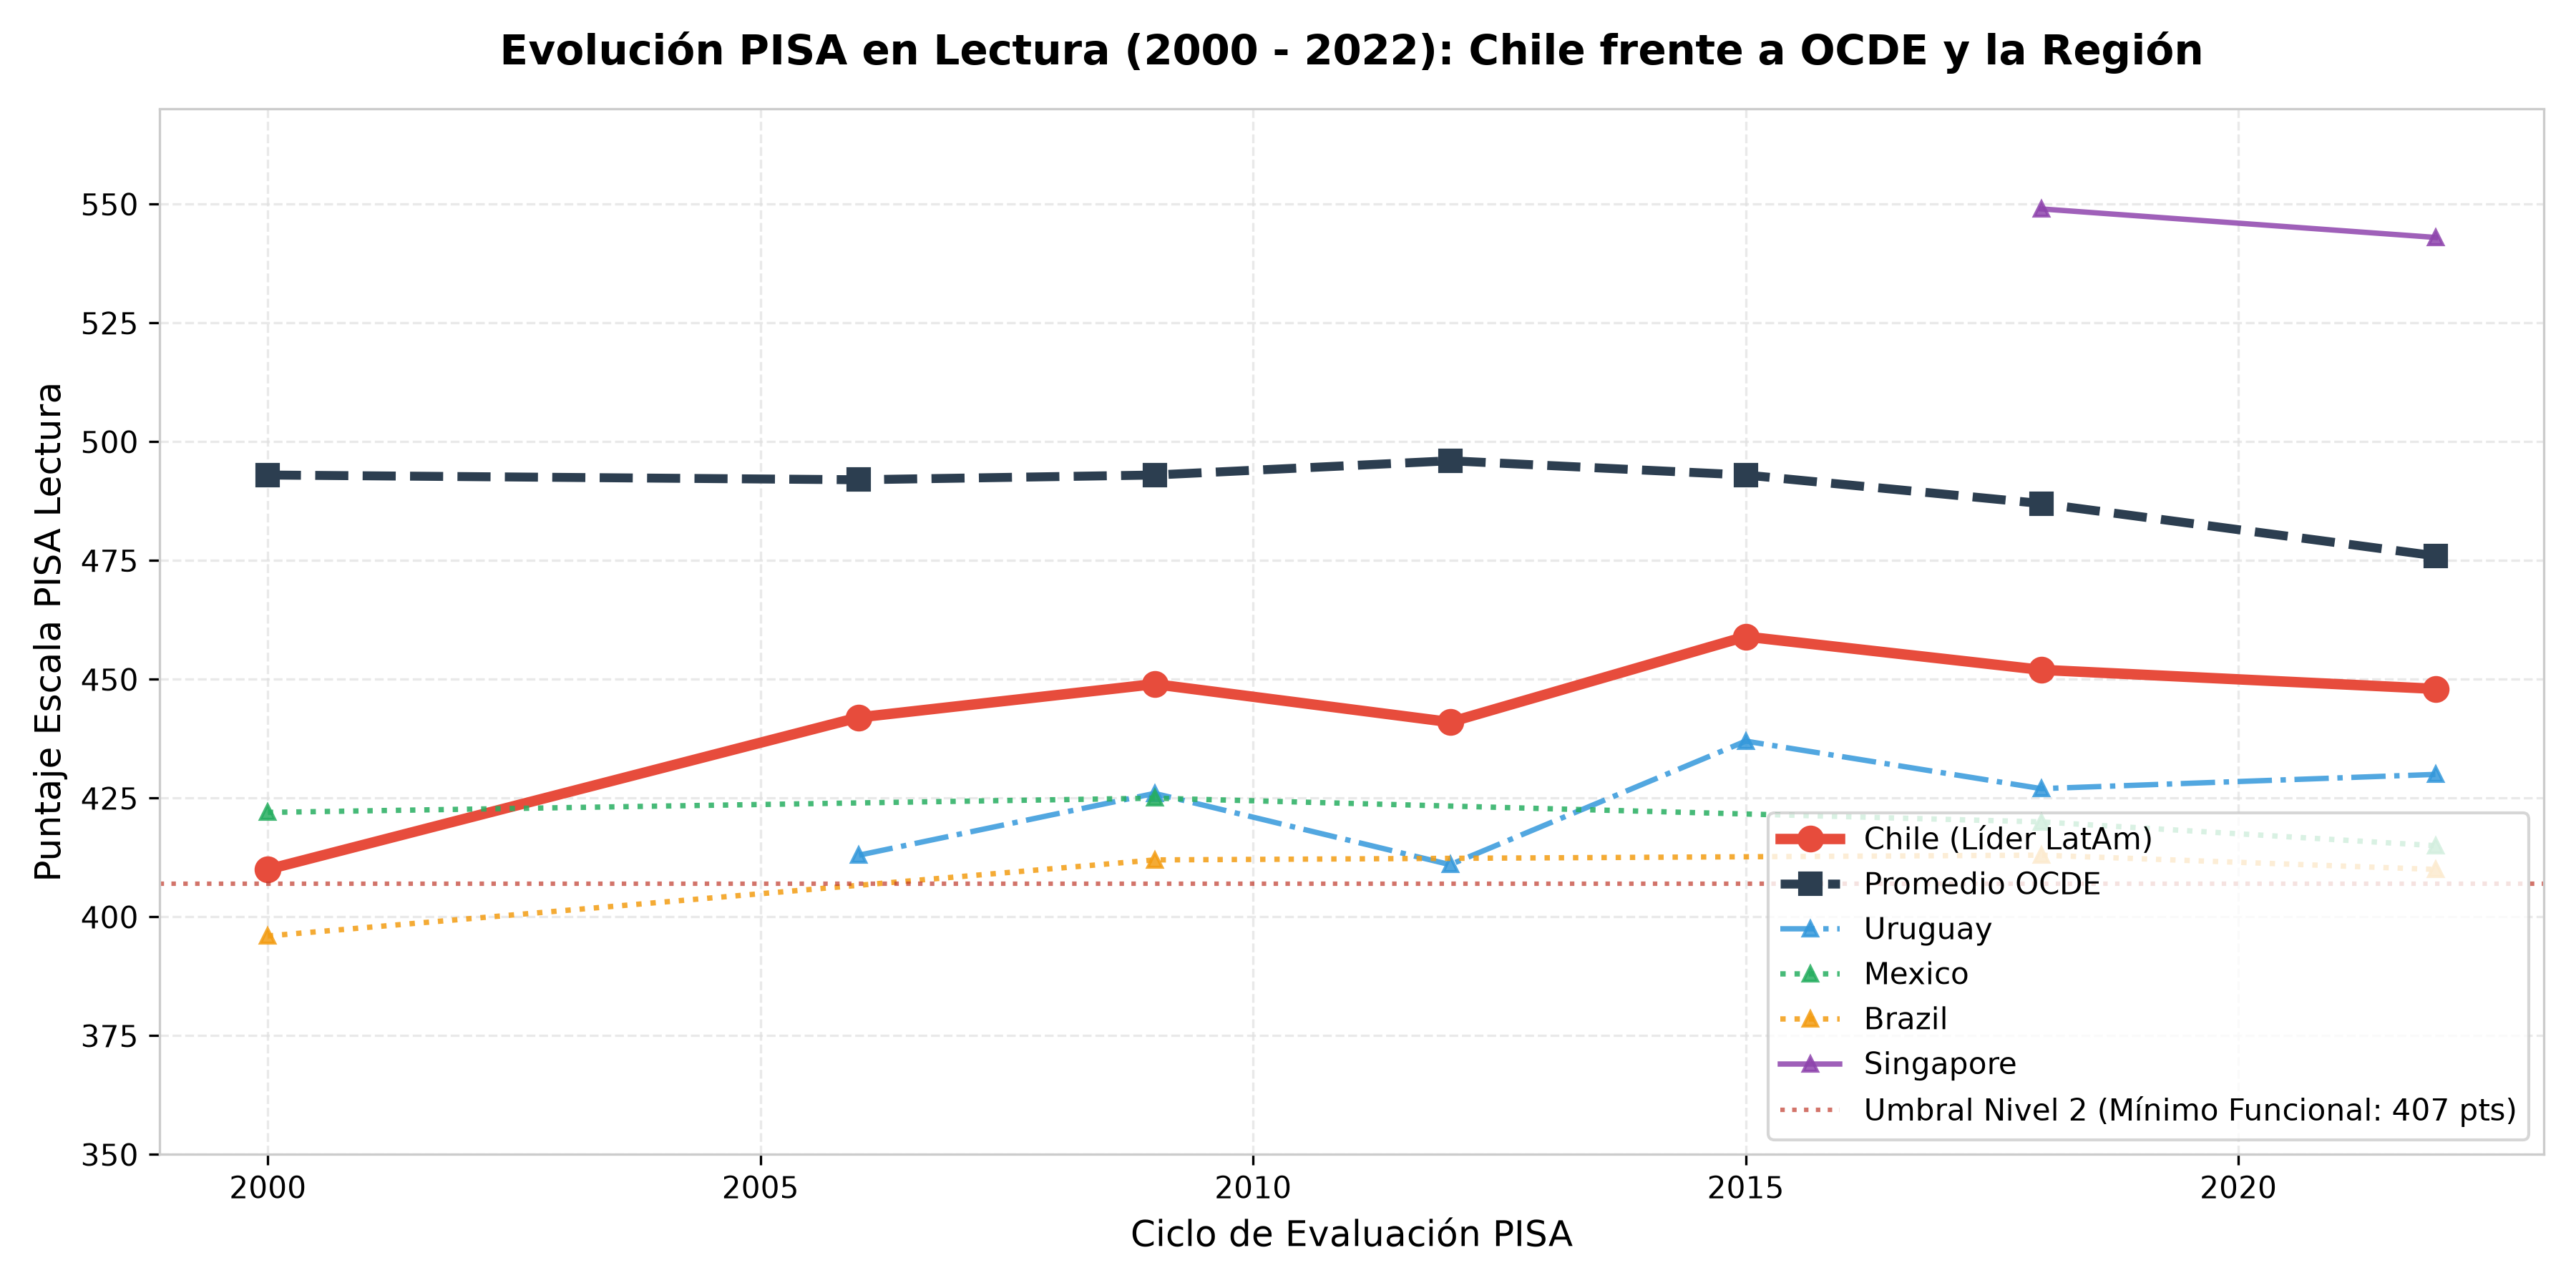 Evolución PISA en Lectura (2000 - 2022): Chile frente a OCDE y la Región
Puntaje Escala PISA Lectura
550
525
500
475
450
425
400
375
350
2000
2005
2010
2015
2020
Ciclo de Evaluación PISA
Chile (Líder LatAm)
Promedio OCDE
Uruguay
Mexico
Brazil
Singapore
Umbral Nivel 2 (Mínimo Funcional: 407 pts)